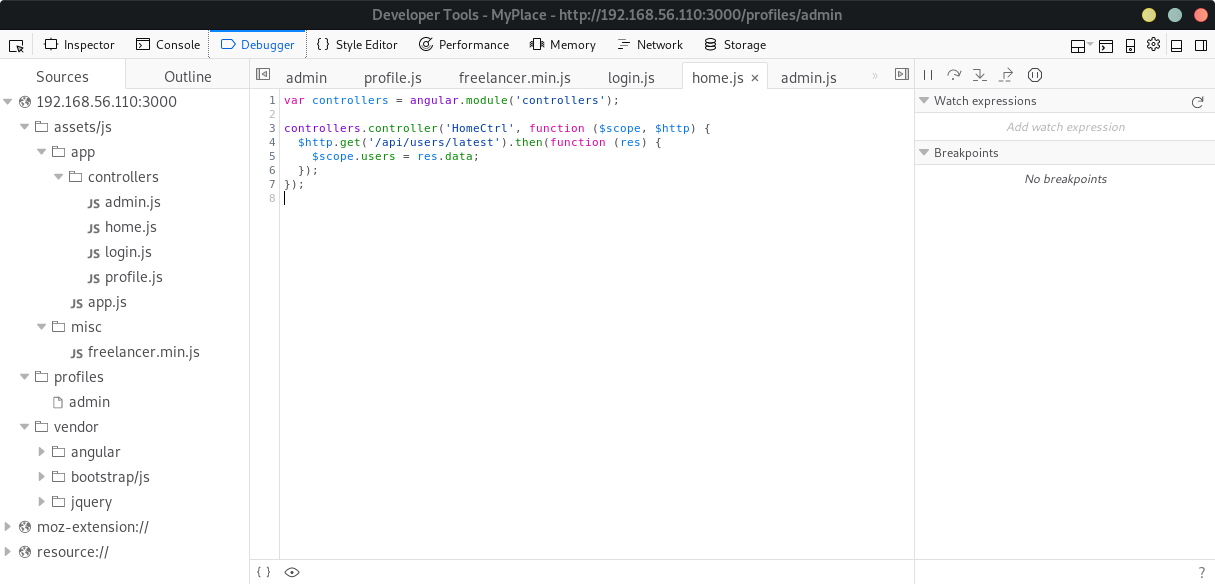 Developer Tools - MyPlace - http://192.168.56.110:3000/profiles/admin
Inspector Console Debugger { } Style Editor Performance Memory Network Storage
Sources Outline
192.168.56.110:3000
assets/js
app
controllers
JS admin.js
JS home.js
JS login.js
JS profile.js
JS app.js
misc
JS freelancer.min.js
profiles
admin
vendor
angular
bootstrap/js
jquery
moz-extension://
resource://
admin profile.js freelancer.min.js login.js home.js × admin.js »
1 var controllers = angular.module('controllers');
2
3 controllers.controller('HomeCtrl', function ($scope, $http) {
4 $http.get('/api/users/latest').then(function (res) {
5 $scope.users = res.data;
6 });
7 });
8
{ }
Watch expressions
Add watch expression
Breakpoints
No breakpoints
?